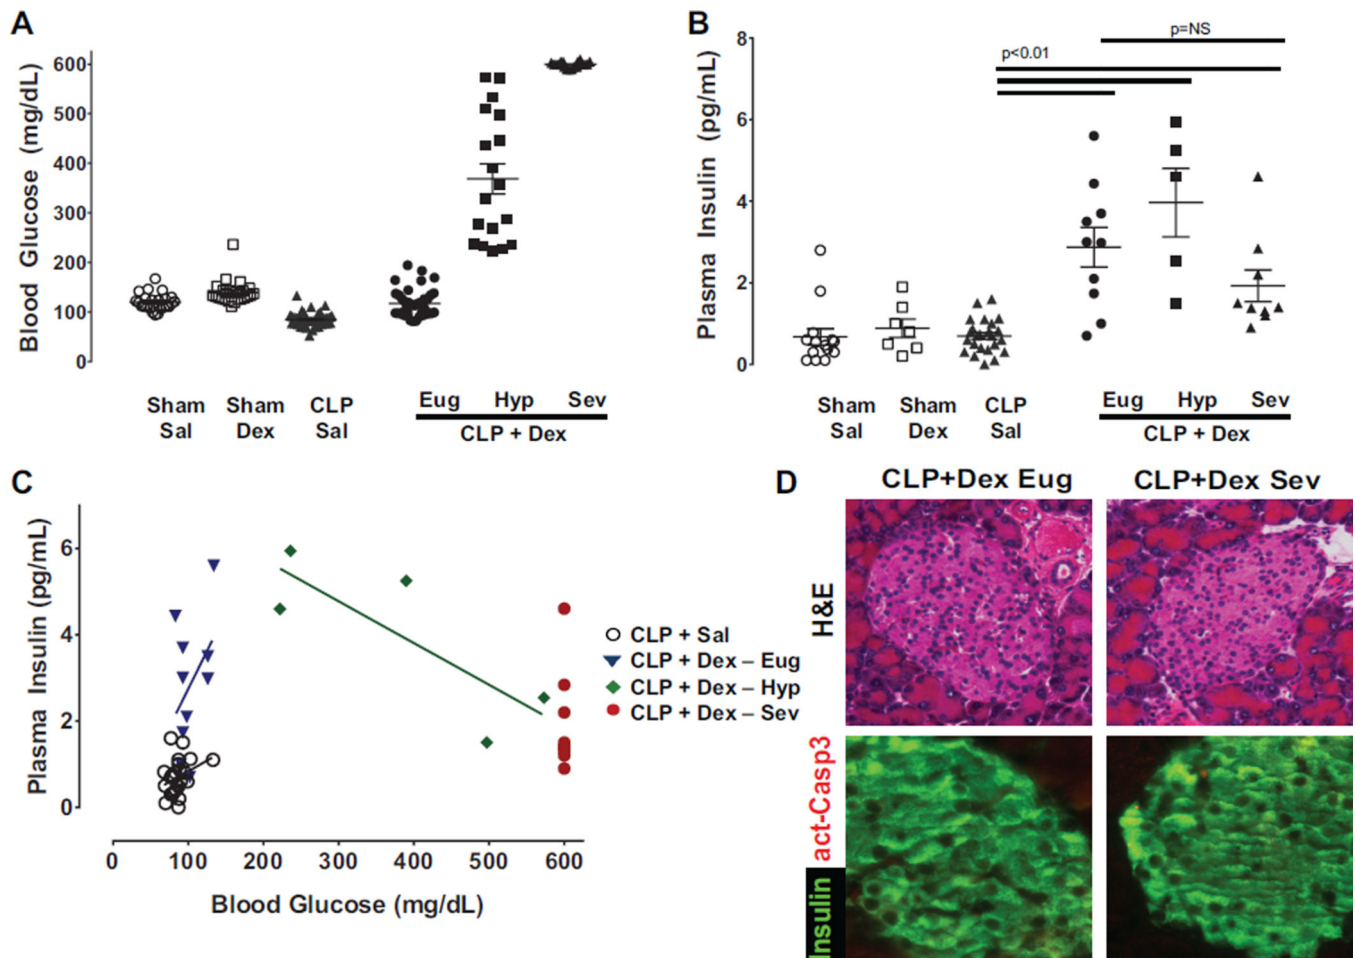 A
Blood Glucose (mg/dL)
600
500
400
300
200
100
0
Sham Sal
Sham Dex
CLP Sal
Eug
Hyp
Sev
CLP + Dex
B
Plasma Insulin (pg/mL)
8
6
4
2
0
p=NS
p<0.01
Sham Sal
Sham Dex
CLP Sal
Eug
Hyp
Sev
CLP + Dex
C
Plasma Insulin (pg/mL)
6
4
2
0
0 100 200 300 400 500 600
Blood Glucose (mg/dL)
CLP + Sal
CLP + Dex – Eug
CLP + Dex – Hyp
CLP + Dex – Sev
D
CLP+Dex Eug
CLP+Dex Sev
H&E
Insulin act-Casp3